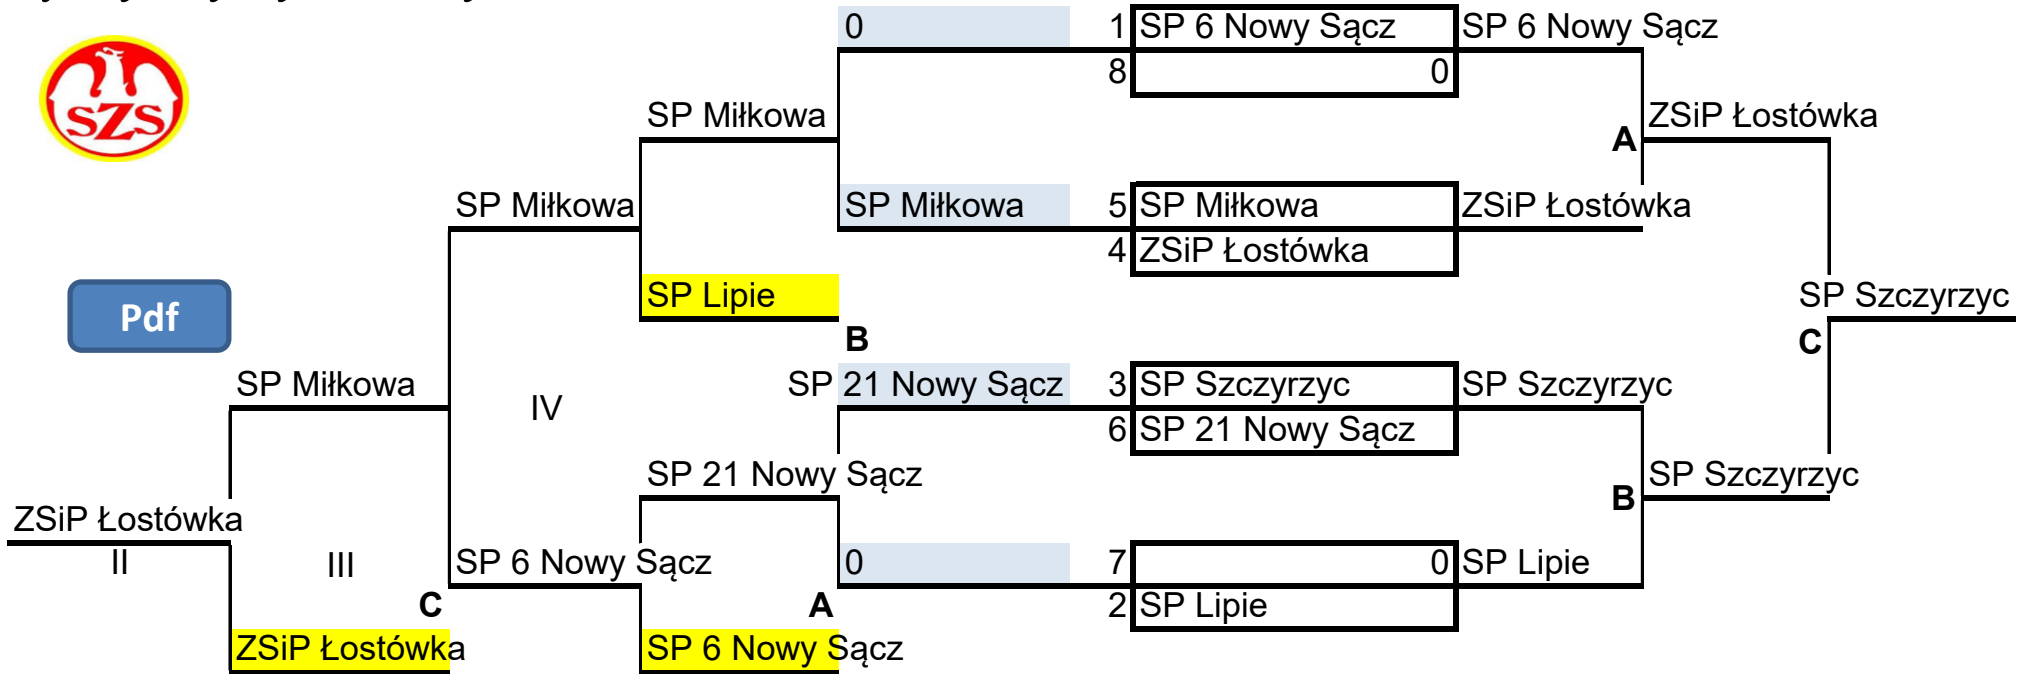 0 1 SP 6 Nowy Sącz SP 6 Nowy Sącz
8 0
SZS
SP Miłkowa ZSiP Łostówka
A
SP Miłkowa SP Miłkowa 5 SP Miłkowa ZSiP Łostówka
4 ZSiP Łostówka
SP Lipie SP Szczyrzyc
Pdf
B C
SP Miłkowa IV SP 21 Nowy Sącz 3 SP Szczyrzyc SP Szczyrzyc
6 SP 21 Nowy Sącz
SP 21 Nowy Sącz SP Szczyrzyc
B
ZSiP Łostówka
II III SP 6 Nowy Sącz 0 7 0 SP Lipie
C A 2 SP Lipie
ZSiP Łostówka SP 6 Nowy Sącz